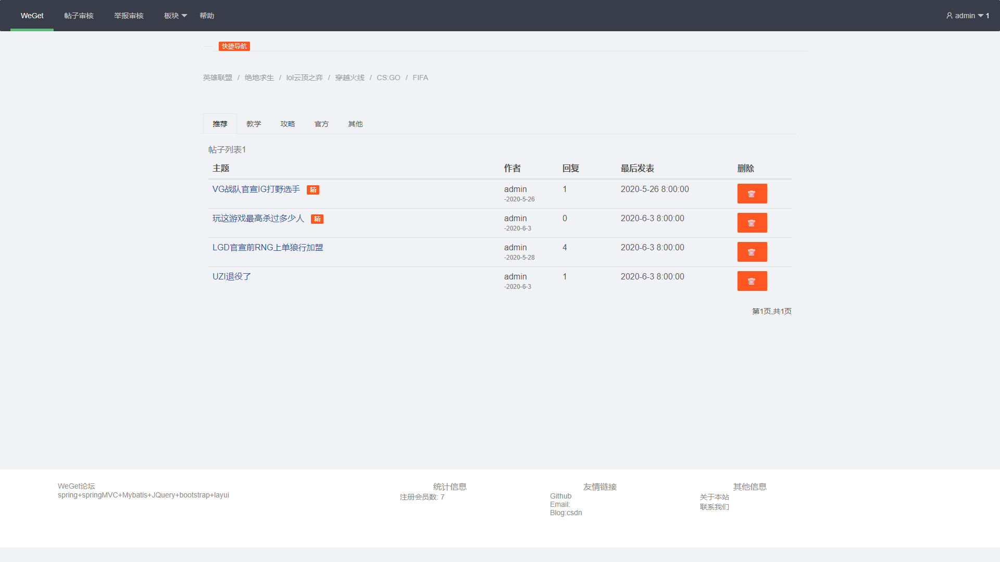 WeGet 帖子审核 举报审核 板块 帮助 admin 1
快捷导航
英雄联盟 / 绝地求生 / lol云顶之弈 / 穿越火线 / CS:GO / FIFA
推荐 教学 攻略 官方 其他
帖子列表1
主题 作者 回复 最后发表 删除
VG战队官宣IG打野选手 精 admin 1 2020-5-26 8:00:00
-2020-5-26
玩这游戏最高杀过多少人 精 admin 0 2020-6-3 8:00:00
-2020-6-3
LGD官宣前RNG上单狼行加盟 admin 4 2020-6-3 8:00:00
-2020-5-28
UZI退役了 admin 1 2020-6-3 8:00:00
-2020-6-3
第1页,共1页
WeGet论坛
spring+springMVC+Mybatis+JQuery+bootstrap+layui
统计信息
注册会员数: 7
友情链接
Github
Email:
Blog:csdn
其他信息
关于本站
联系我们